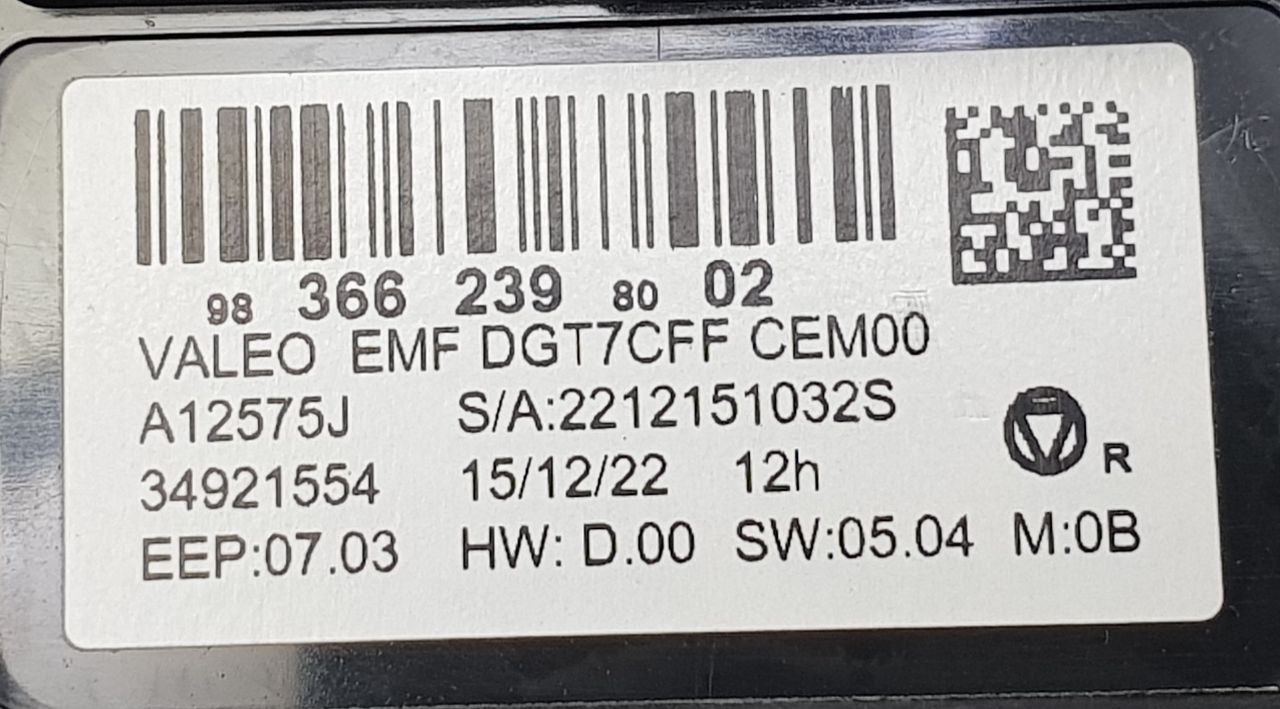 98 366 239 80 02
VALEO EMF DGT7CFF CEM00
A12575J S/A:2212151032S
34921554 15/12/22 12h
R
EEP:07.03 HW: D.00 SW:05.04 M:0B